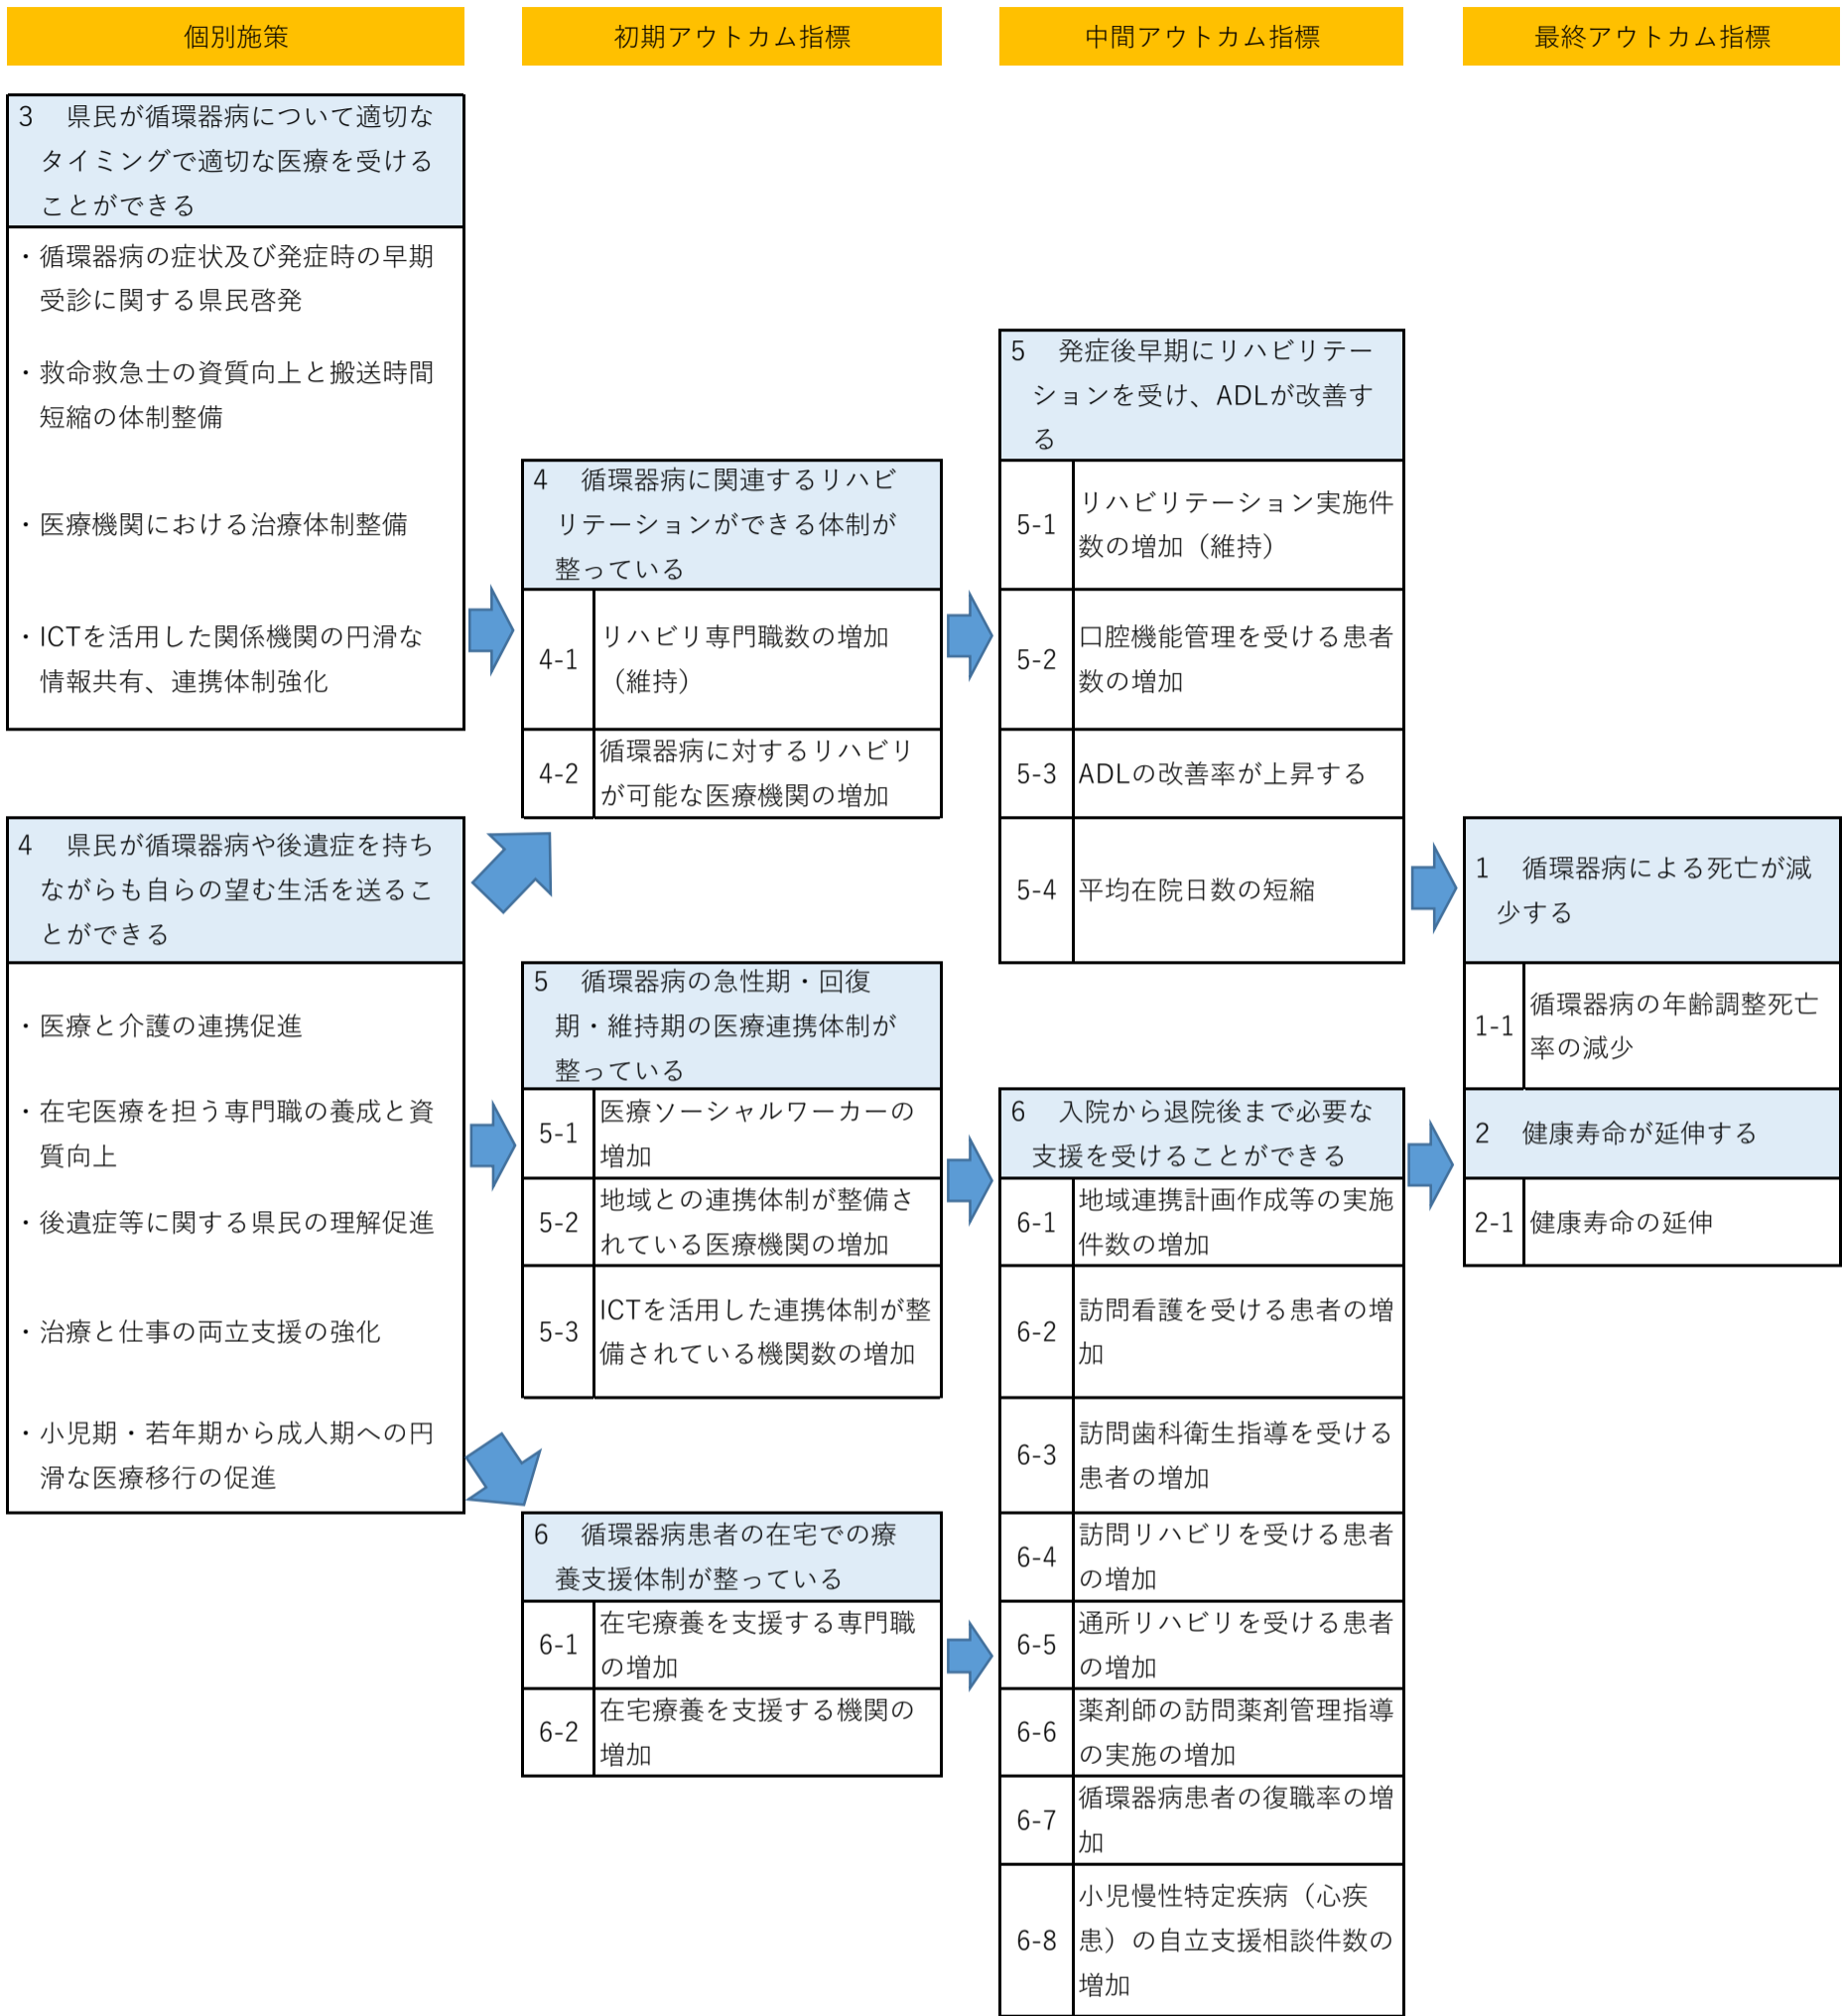 個別施策
初期アウトカム指標
中間アウトカム指標
最終アウトカム指標
3　県民が循環器病について適切な
タイミングで適切な医療を受ける
ことができる
・循環器病の症状及び発症時の早期
受診に関する県民啓発
・救命救急士の資質向上と搬送時間
短縮の体制整備
・医療機関における治療体制整備
・ICTを活用した関係機関の円滑な
情報共有、連携体制強化
4　県民が循環器病や後遺症を持ち
ながらも自らの望む生活を送るこ
とができる
・医療と介護の連携促進
・在宅医療を担う専門職の養成と資
質向上
・後遺症等に関する県民の理解促進
・治療と仕事の両立支援の強化
・小児期・若年期から成人期への円
滑な医療移行の促進
4　循環器病に関連するリハビ
リテーションができる体制が
整っている
4-1
リハビリ専門職数の増加
（維持）
4-2
循環器病に対するリハビリ
が可能な医療機関の増加
5　循環器病の急性期・回復
期・維持期の医療連携体制が
整っている
5-1
医療ソーシャルワーカーの
増加
5-2
地域との連携体制が整備さ
れている医療機関の増加
5-3
ICTを活用した連携体制が整
備されている機関数の増加
6　循環器病患者の在宅での療
養支援体制が整っている
6-1
在宅療養を支援する専門職
の増加
6-2
在宅療養を支援する機関の
増加
5　発症後早期にリハビリテー
ションを受け、ADLが改善す
る
5-1
リハビリテーション実施件
数の増加（維持）
5-2
口腔機能管理を受ける患者
数の増加
5-3
ADLの改善率が上昇する
5-4
平均在院日数の短縮
6　入院から退院後まで必要な
支援を受けることができる
6-1
地域連携計画作成等の実施
件数の増加
6-2
訪問看護を受ける患者の増
加
6-3
訪問歯科衛生指導を受ける
患者の増加
6-4
訪問リハビリを受ける患者
の増加
6-5
通所リハビリを受ける患者
の増加
6-6
薬剤師の訪問薬剤管理指導
の実施の増加
6-7
循環器病患者の復職率の増
加
6-8
小児慢性特定疾病（心疾
患）の自立支援相談件数の
増加
1　循環器病による死亡が減
少する
1-1
循環器病の年齢調整死亡
率の減少
2　健康寿命が延伸する
2-1
健康寿命の延伸